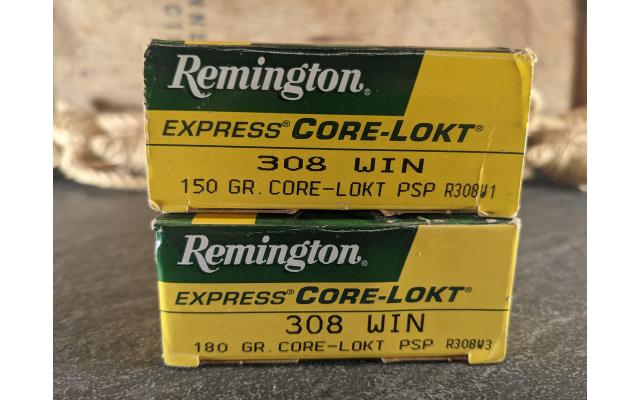 Remington®
EXPRESS® CORE-LOKT®
308 WIN
150 GR. CORE-LOKT PSP R308W1
Remington®
EXPRESS® CORE-LOKT®
308 WIN
180 GR. CORE-LOKT PSP R308W3